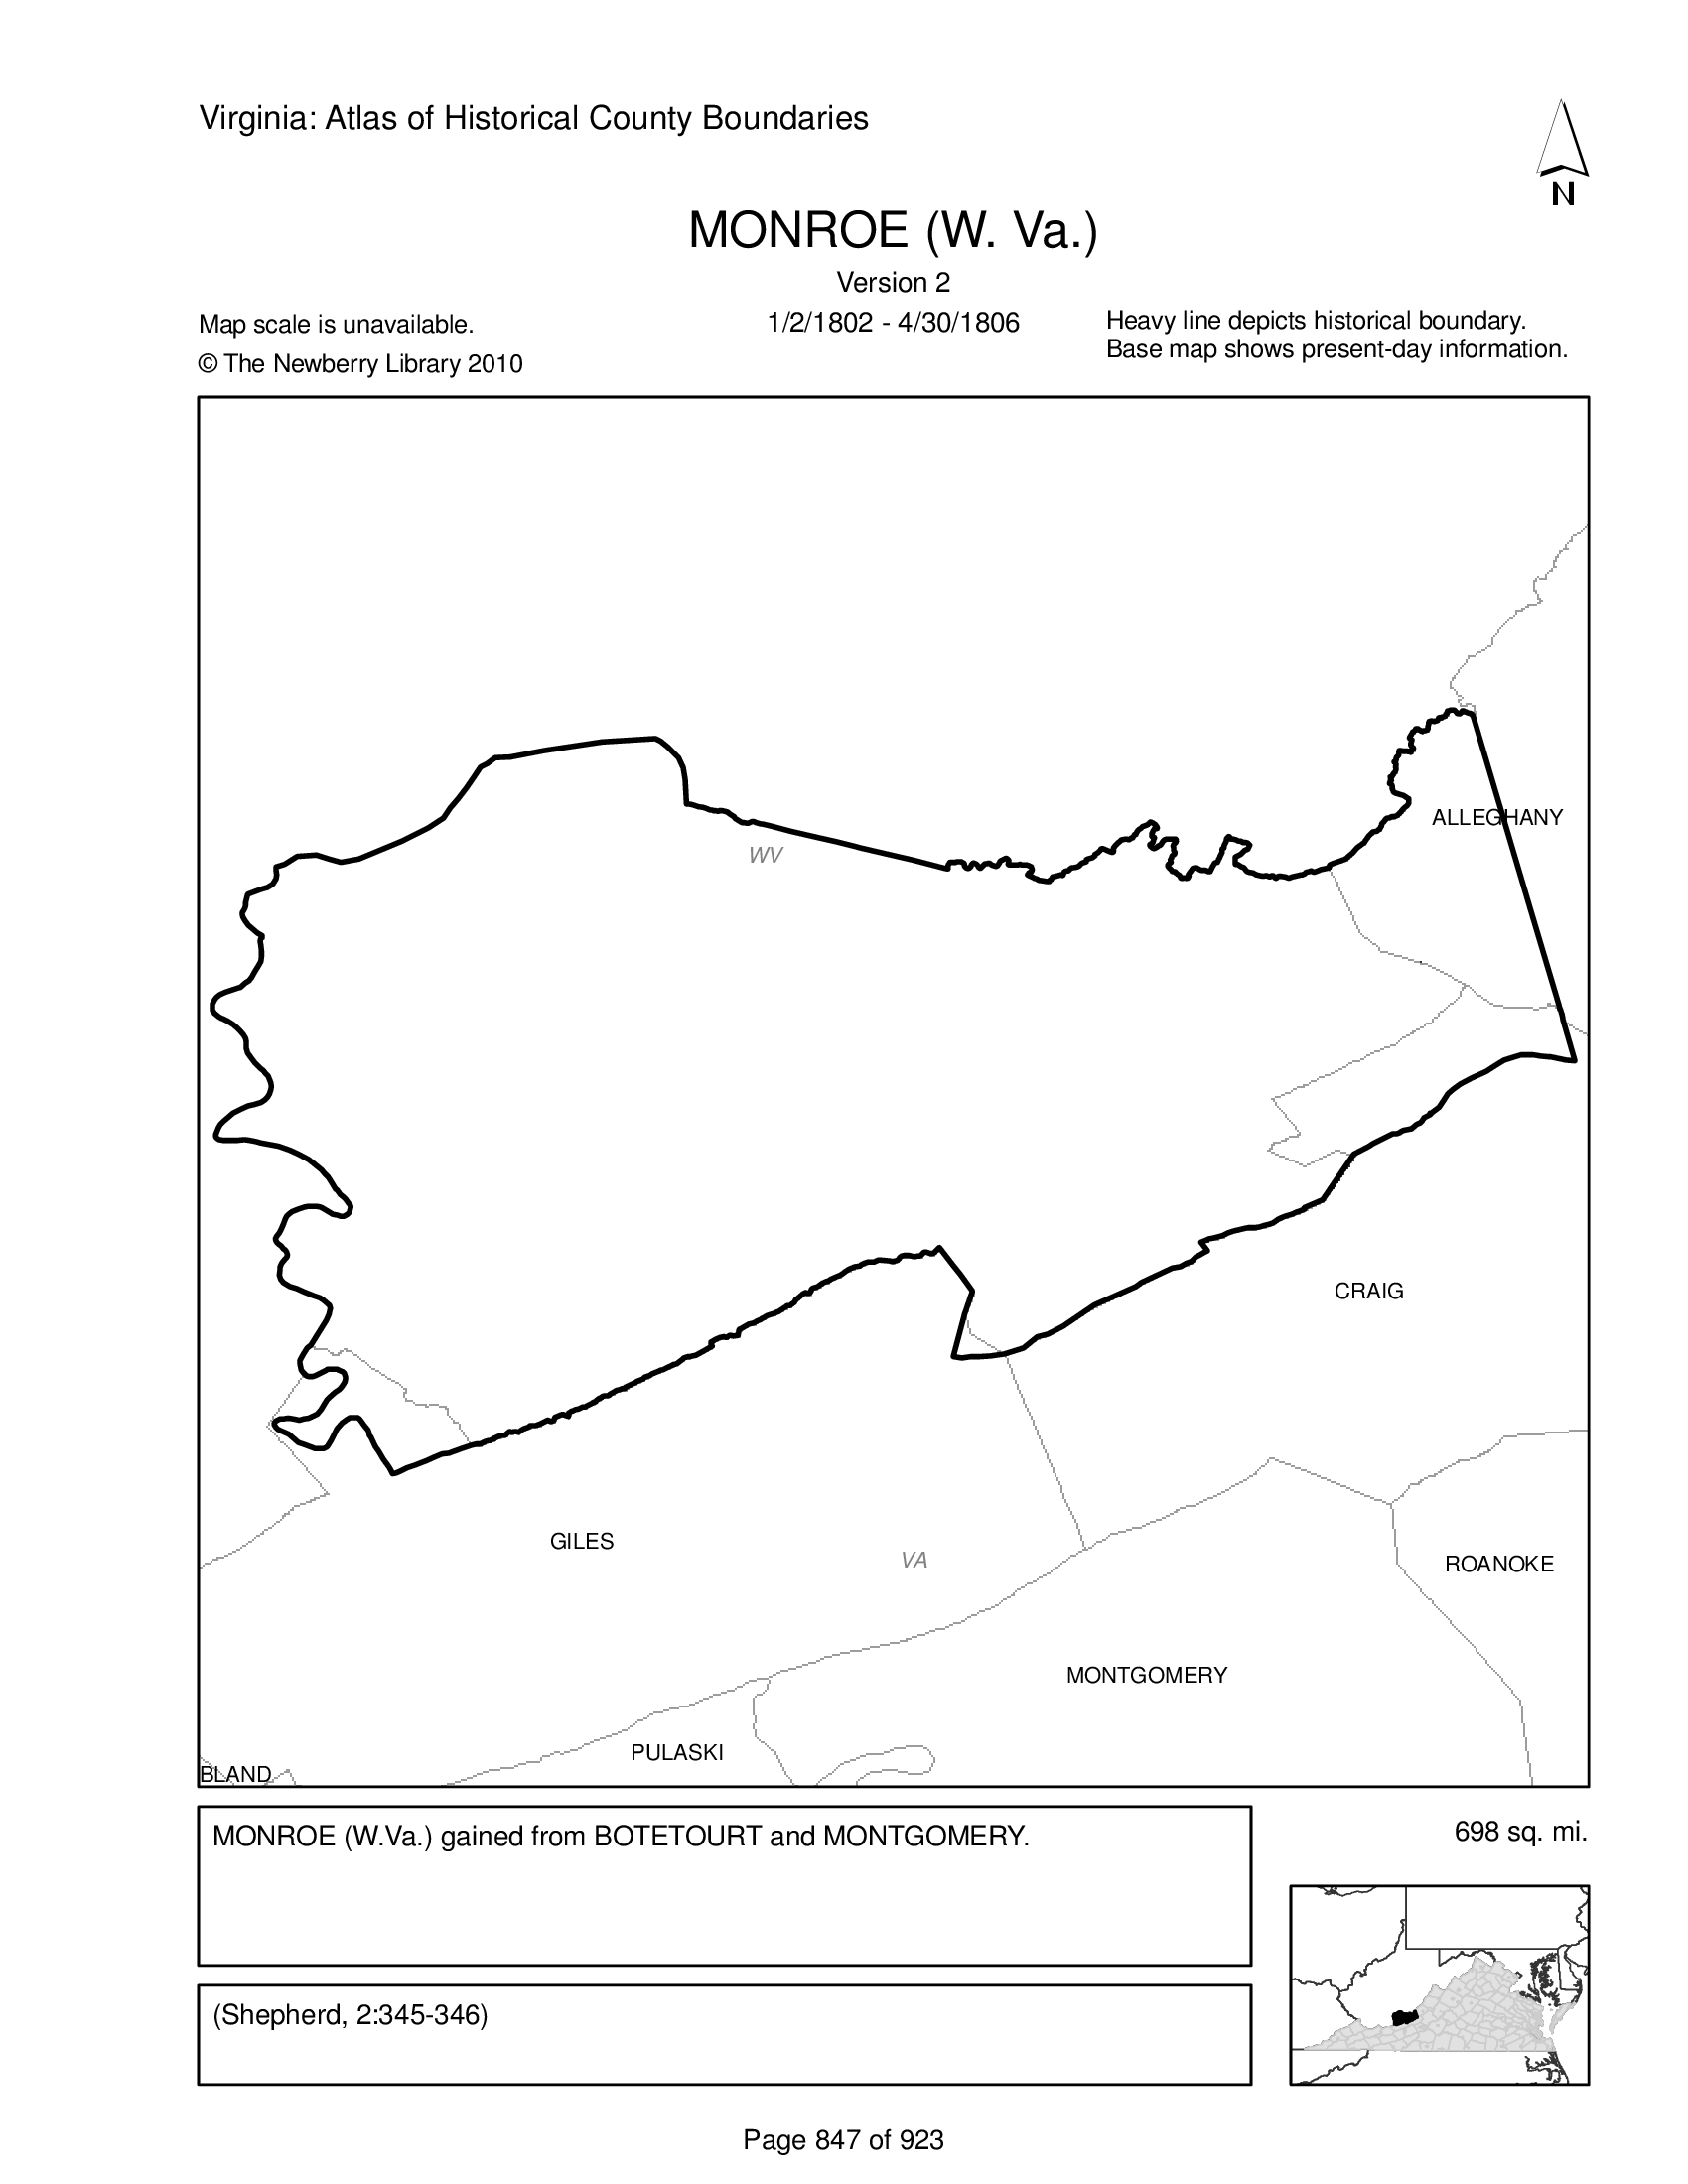 Virginia: Atlas of Historical County Boundaries
N
MONROE (W. Va.)
Version 2
1/2/1802 - 4/30/1806
Map scale is unavailable.
© The Newberry Library 2010
Heavy line depicts historical boundary.
Base map shows present-day information.
ALLEGHANY
WV
CRAIG
GILES
VA
ROANOKE
MONTGOMERY
PULASKI
BLAND
MONROE (W.Va.) gained from BOTETOURT and MONTGOMERY.
698 sq. mi.
(Shepherd, 2:345-346)
Page 847 of 923